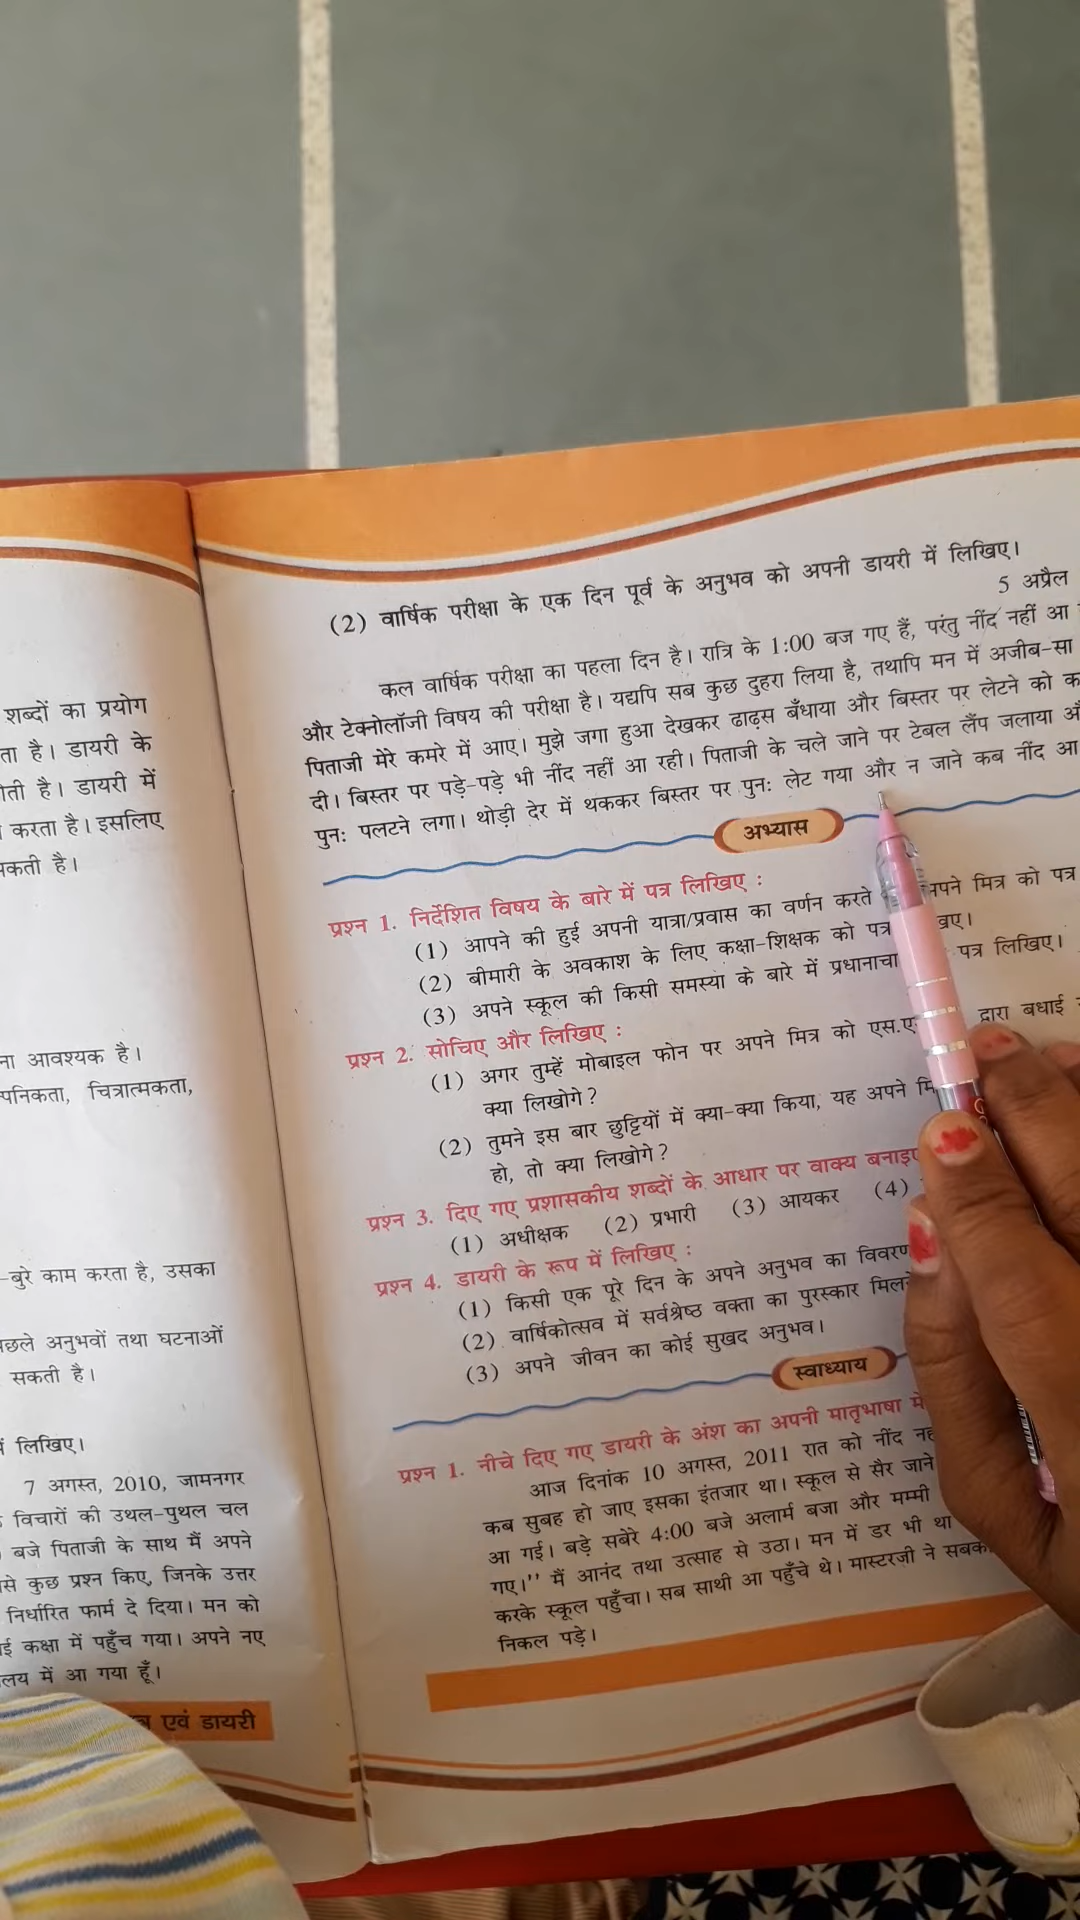 शब्दों का प्रयोग
ता है। डायरी के
ोती है। डायरी में
करता है। इसलिए
सकती है।
ना आवश्यक है।
पनिकता, चित्रात्मकता,
-बुरे काम करता है, उसका
पिछले अनुभवों तथा घटनाओं
सकती है।
में लिखिए।
7 अगस्त, 2010, जामनगर
विचारों की उथल-पुथल चल
बजे पिताजी के साथ मैं अपने
से कुछ प्रश्न किए, जिनके उत्तर
निर्धारित फार्म दे दिया। मन को
ई कक्षा में पहुँच गया। अपने नए
लय में आ गया हूँ।
एवं डायरी
(2) वार्षिक परीक्षा के एक दिन पूर्व के अनुभव को अपनी डायरी में लिखिए।
5 अप्रैल
कल वार्षिक परीक्षा का पहला दिन है। रात्रि के 1:00 बज गए हैं, परंतु नींद नहीं आ
और टेक्नोलॉजी विषय की परीक्षा है। यद्यपि सब कुछ दुहरा लिया है, तथापि मन में अजीब-सा
पिताजी मेरे कमरे में आए। मुझे जगा हुआ देखकर ढाढ़स बँधाया और बिस्तर पर लेटने को क
दी। बिस्तर पर पड़े-पड़े भी नींद नहीं आ रही। पिताजी के चले जाने पर टेबल लैंप जलाया औ
पुनः पलटने लगा। थोड़ी देर में थककर बिस्तर पर पुनः लेट गया और न जाने कब नींद आ
अभ्यास
प्रश्न 1. निर्देशित विषय के बारे में पत्र लिखिए :
(1) आपने की हुई अपनी यात्रा/प्रवास का वर्णन करते अपने मित्र को पत्र
(2) बीमारी के अवकाश के लिए कक्षा-शिक्षक को पत्र खिए।
(3) अपने स्कूल की किसी समस्या के बारे में प्रधानाचा पत्र लिखिए।
प्रश्न 2. सोचिए और लिखिए :
(1) अगर तुम्हें मोबाइल फोन पर अपने मित्र को एस.ए द्वारा बधाई
क्या लिखोगे?
(2) तुमने इस बार छुट्टियों में क्या-क्या किया, यह अपने मि
हो, तो क्या लिखोगे?
प्रश्न 3. दिए गए प्रशासकीय शब्दों के आधार पर वाक्य बनाइए
(1) अधीक्षक (2) प्रभारी (3) आयकर (4)
प्रश्न 4. डायरी के रूप में लिखिए :
(1) किसी एक पूरे दिन के अपने अनुभव का विवरण
(2) वार्षिकोत्सव में सर्वश्रेष्ठ वक्ता का पुरस्कार मिलने
(3) अपने जीवन का कोई सुखद अनुभव।
स्वाध्याय
प्रश्न 1. नीचे दिए गए डायरी के अंश का अपनी मातृभाषा में
आज दिनांक 10 अगस्त, 2011 रात को नींद नह
कब सुबह हो जाए इसका इंतजार था। स्कूल से सैर जाने
आ गई। बड़े सबेरे 4:00 बजे अलार्म बजा और मम्मी
गए।'' मैं आनंद तथा उत्साह से उठा। मन में डर भी था
करके स्कूल पहुँचा। सब साथी आ पहुँचे थे। मास्टरजी ने सबक
निकल पड़े।